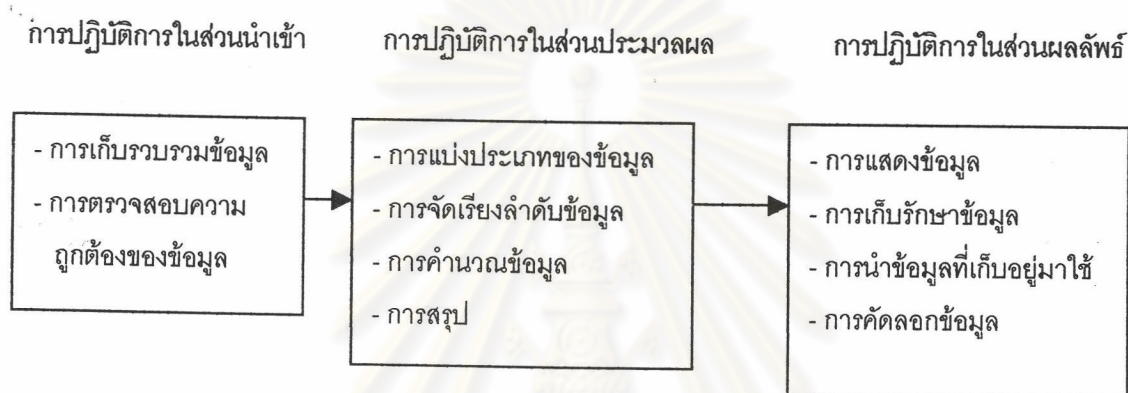 การปฏิบัติการในส่วนนำเข้า
การปฏิบัติการในส่วนประมวลผล
การปฏิบัติการในส่วนผลลัพธ์
- การเก็บรวบรวมข้อมูล
- การตรวจสอบความ
ถูกต้องของข้อมูล
- การแบ่งประเภทของข้อมูล
- การจัดเรียงลำดับข้อมูล
- การคำนวณข้อมูล
- การสรุป
- การแสดงข้อมูล
- การเก็บรักษาข้อมูล
- การนำข้อมูลที่เก็บอยู่มาใช้
- การคัดลอกข้อมูล